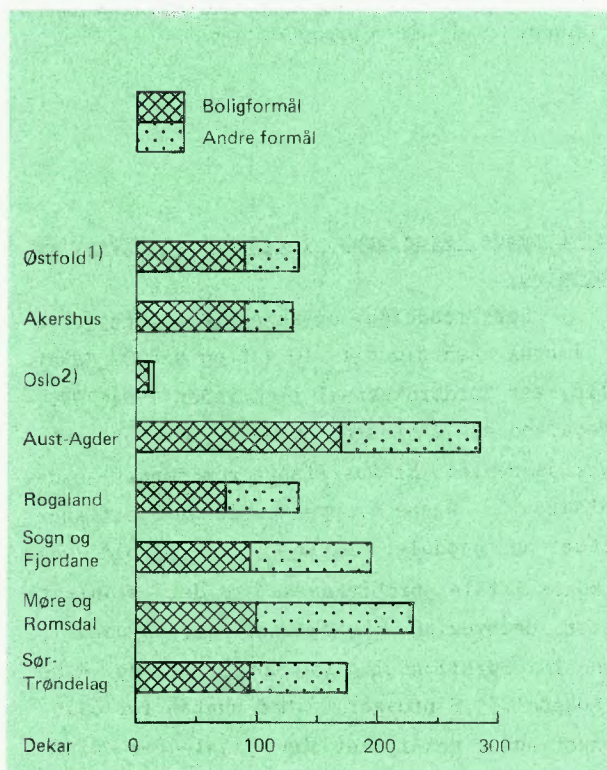 Boligformål
Andre formål
Østfold1)
Akershus
Oslo2)
Aust-Agder
Rogaland
Sogn og
Fjordane
Møre og
Romsdal
Sør-
Trøndelag
Dekar 0 100 200 300